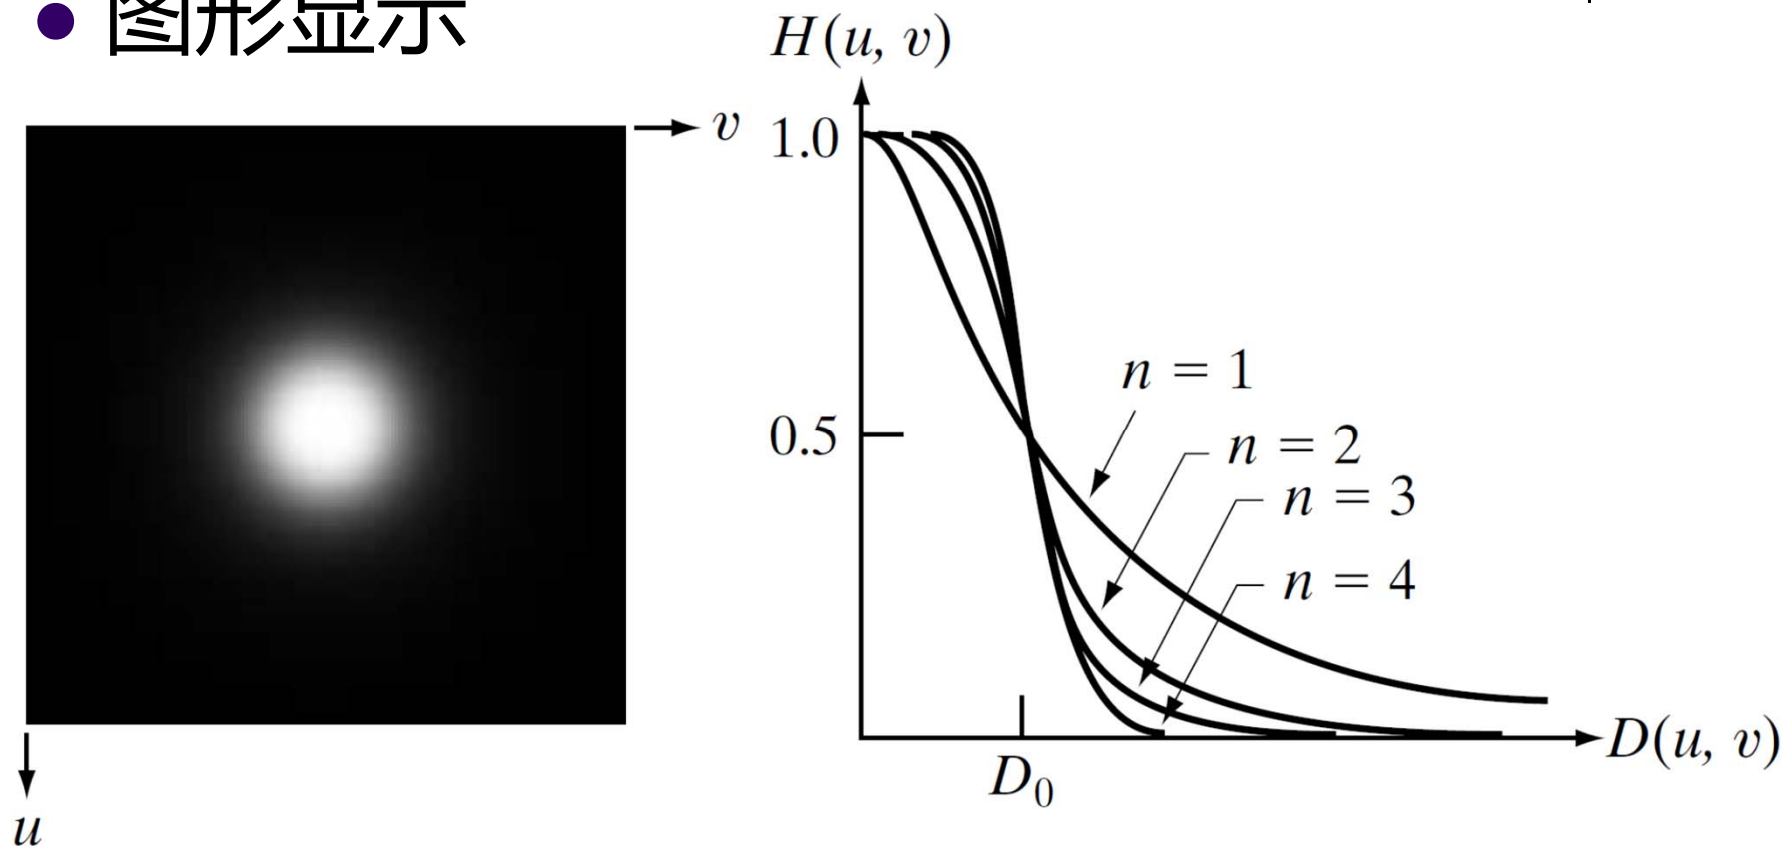 ● 图形显示
H(u, v)
v
1.0
n = 1
0.5
n = 2
n = 3
n = 4
D(u, v)
D₀
u